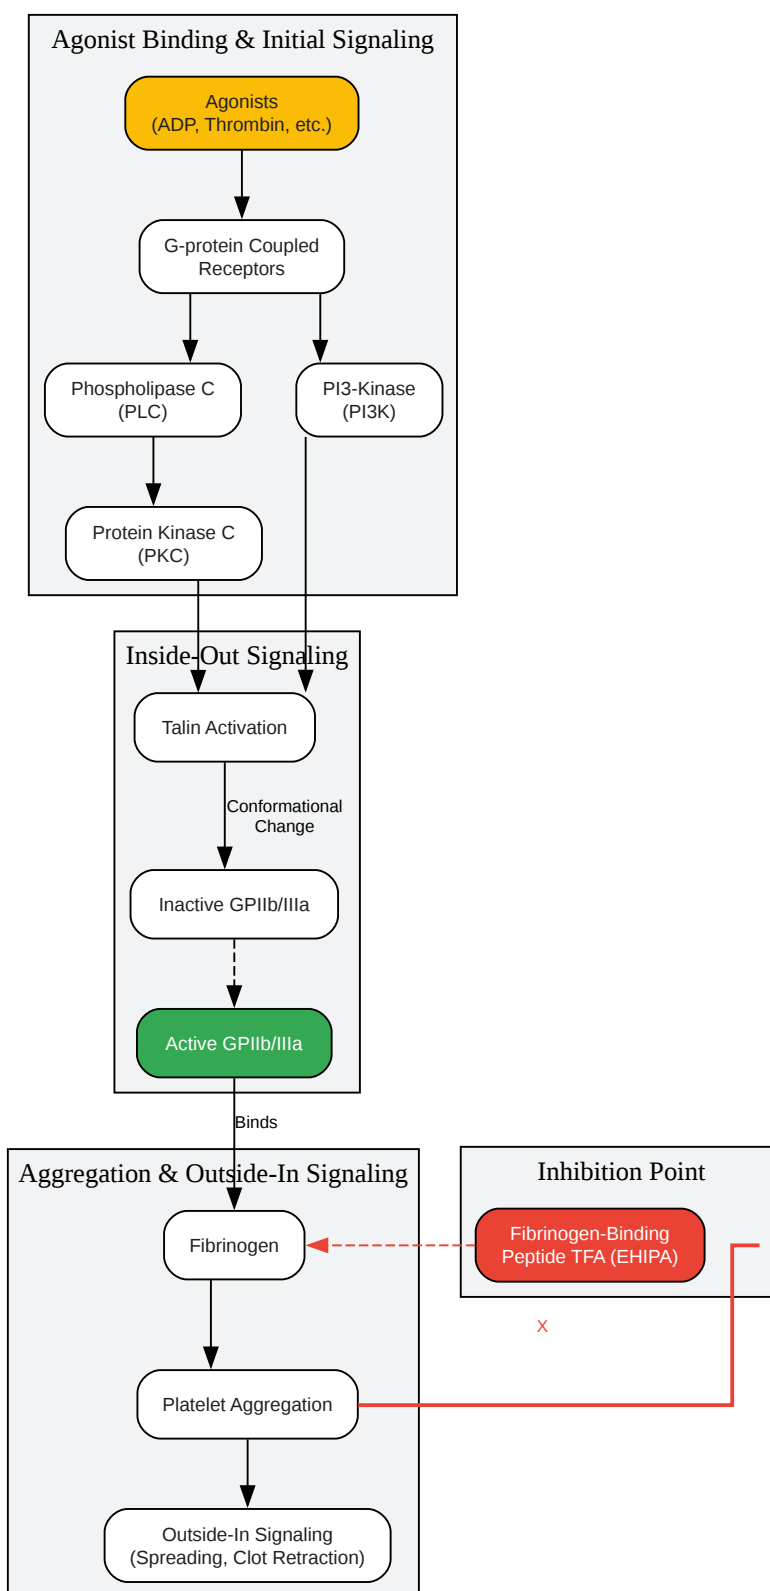 Agonist Binding & Initial Signaling
Agonists
(ADP, Thrombin, etc.)
G-protein Coupled
Receptors
Phospholipase C
(PLC)
PI3-Kinase
(PI3K)
Protein Kinase C
(PKC)
Inside-Out Signaling
Talin Activation
Conformational
Change
Inactive GPIIb/IIIa
Active GPIIb/IIIa
Binds
Aggregation & Outside-In Signaling
Inhibition Point
Fibrinogen
Fibrinogen-Binding
Peptide TFA (EHIPA)
X
Platelet Aggregation
Outside-In Signaling
(Spreading, Clot Retraction)